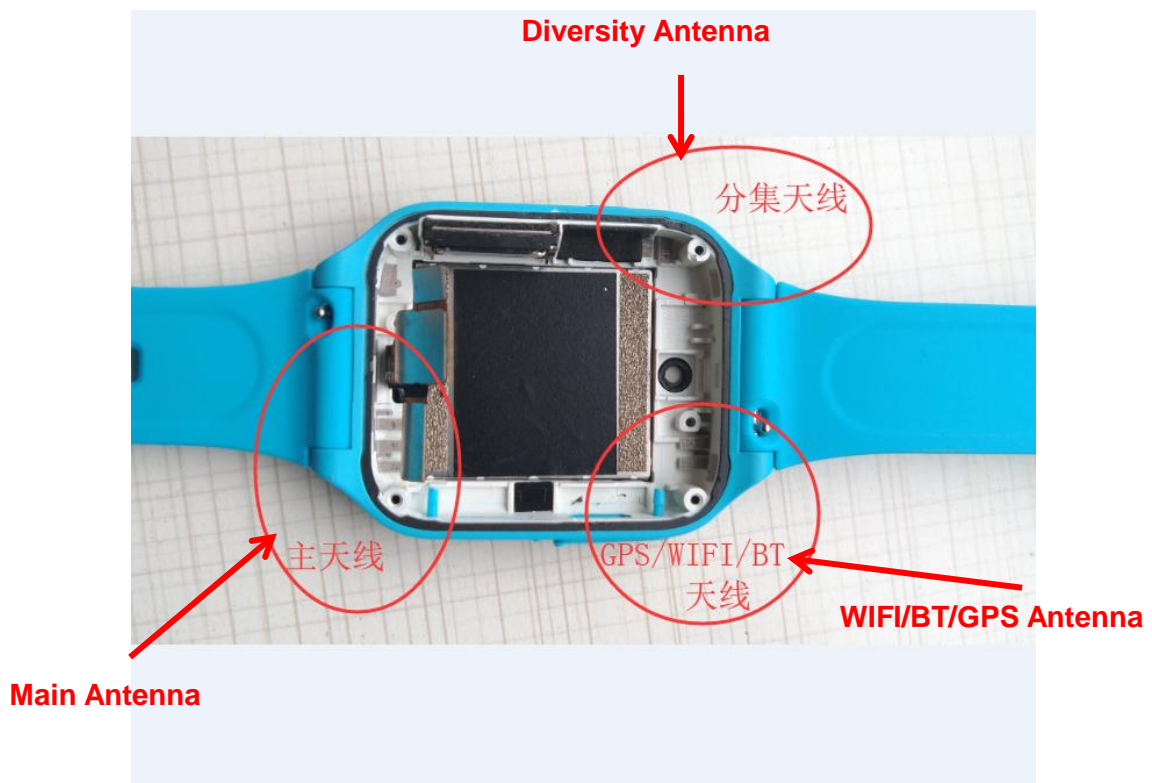 Diversity Antenna
分集天线
主天线
GPS/WIFI/BT
天线
WIFI/BT/GPS Antenna
Main Antenna